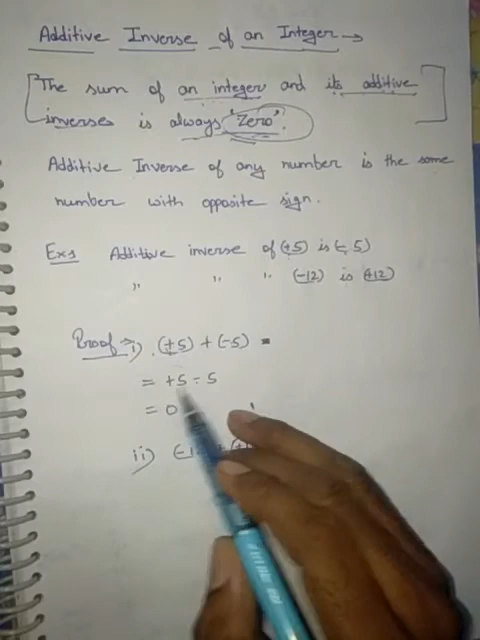 Additive Inverse of an Integer →
[The sum of an integer and its additive
inverses is always 'Zero'.]
Additive Inverse of any number is the same
number with opposite sign.
Exs Additive inverse of (+5) is (-5)
" " " (-12) is (+12)
Proof → i) (+5) + (-5) =
= +5 - 5
= 0
ii) (-12